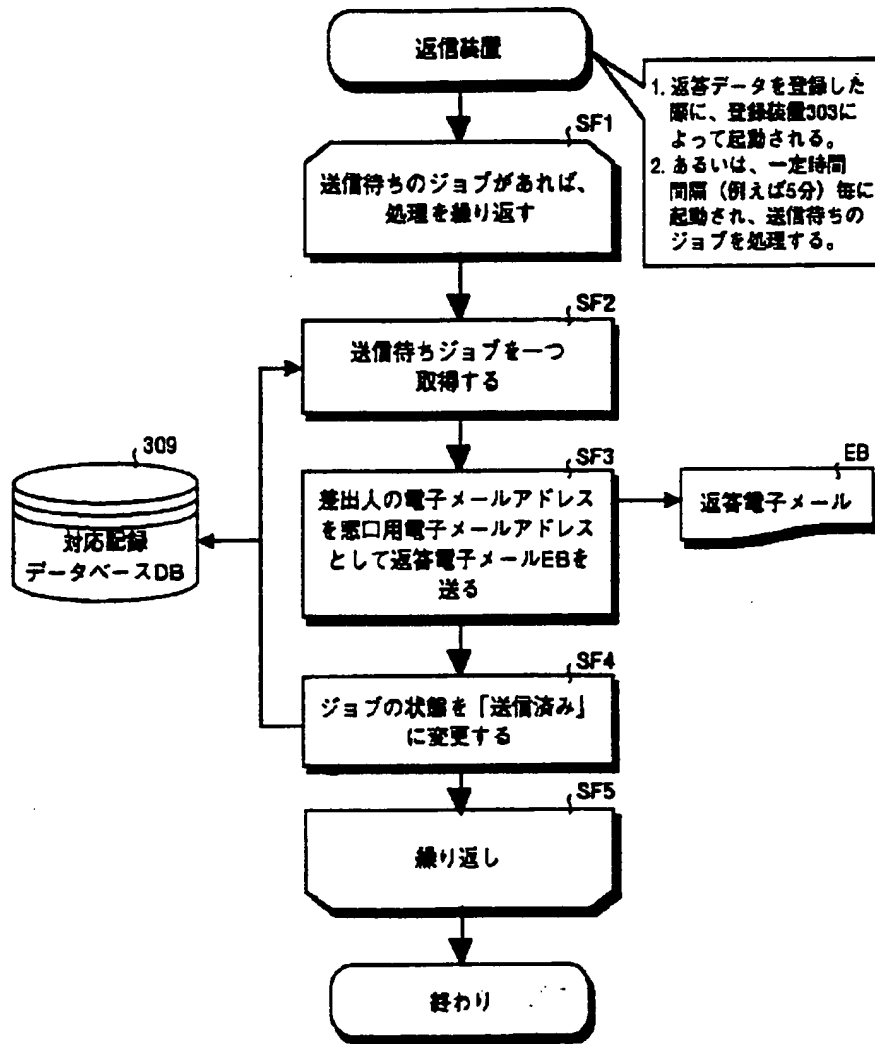 返信装置
1. 返答データを登録した
際に、登録装置303に
よって起動される。
2. あるいは、一定時間
間隔（例えば5分）毎に
起動され、送信待ちの
ジョブを処理する。
SF1
送信待ちのジョブがあれば、
処理を繰り返す
SF2
送信待ちジョブを一つ
取得する
309
対応記録
データベースDB
SF3
差出人の電子メールアドレス
を窓口用電子メールアドレス
として返答電子メールEBを
送る
EB
返答電子メール
SF4
ジョブの状態を「送信済み」
に変更する
SF5
繰り返し
終わり